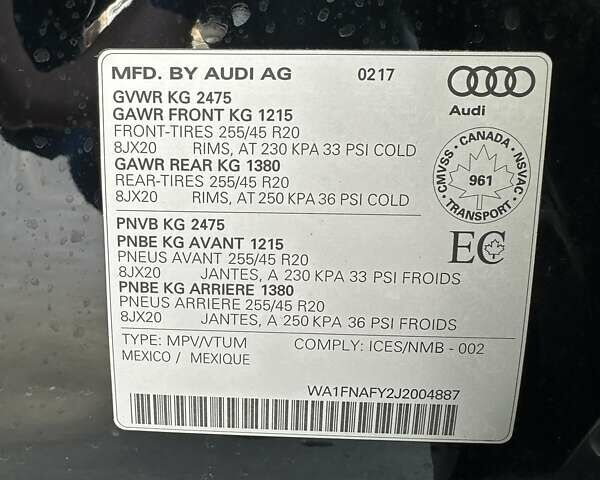 MFD. BY AUDI AG 0217
Audi
GVWR KG 2475
GAWR FRONT KG 1215
FRONT-TIRES 255/45 R20
8JX20 RIMS, AT 230 KPA 33 PSI COLD
GAWR REAR KG 1380
REAR-TIRES 255/45 R20
8JX20 RIMS, AT 250 KPA 36 PSI COLD
CMVSS - CANADA - NSVAC
961
TRANSPORT
PNVB KG 2475
PNBE KG AVANT 1215
PNEUS AVANT 255/45 R20
8JX20 JANTES, A 230 KPA 33 PSI FROIDS
PNBE KG ARRIERE 1380
PNEUS ARRIERE 255/45 R20
8JX20 JANTES, A 250 KPA 36 PSI FROIDS
EC
TYPE: MPV/VTUM COMPLY: ICES/NMB - 002
MEXICO / MEXIQUE
WA1FNAFY2J2004887